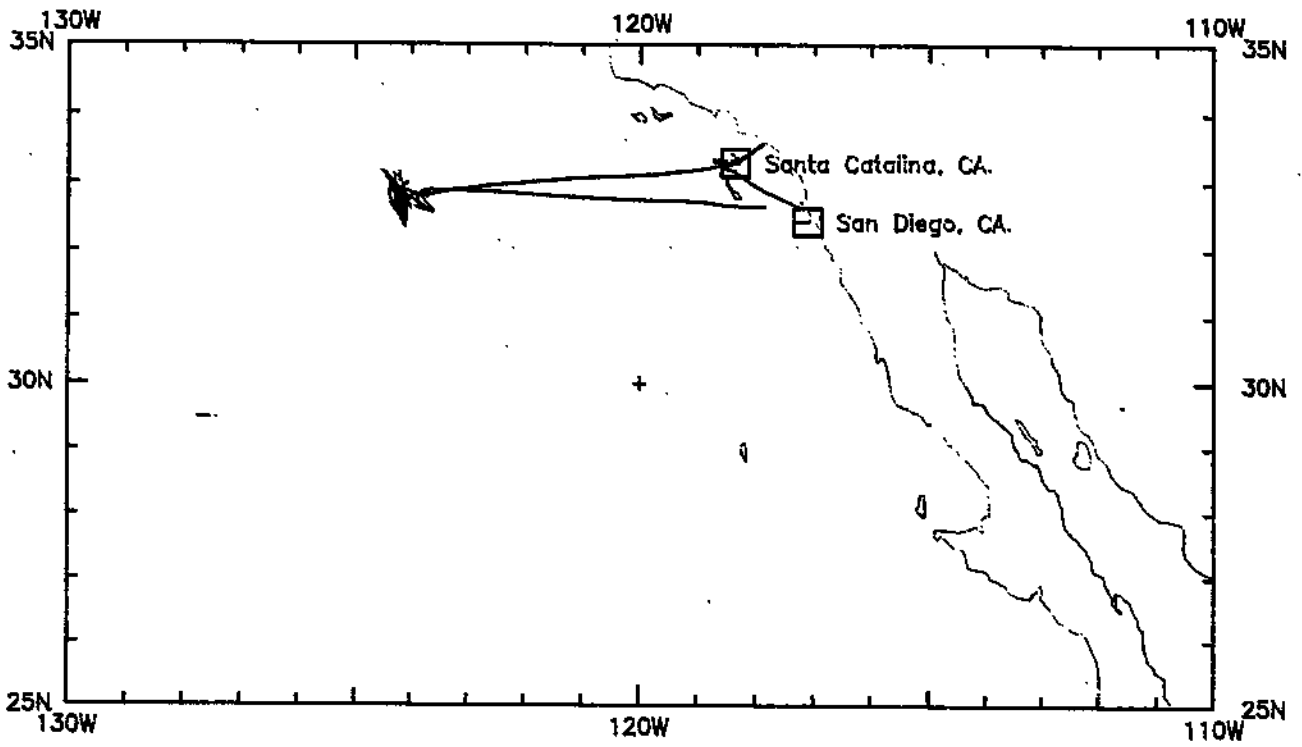 130W 120W 110W
35N 35N
Santa Catalina, CA.
San Diego, CA.
30N 30N
25N 25N
130W 120W 110W